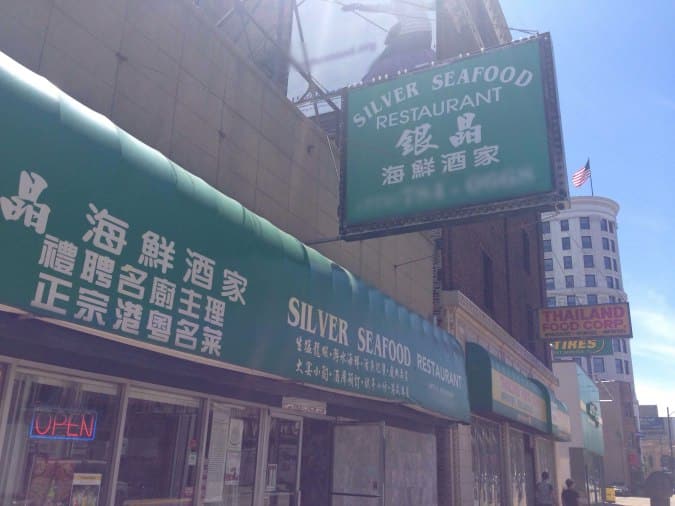 SILVER SEAFOOD
RESTAURANT
銀晶
海鮮酒家
晶
海鮮酒家
禮聘名廚主理
正宗港粵名菜
SILVER SEAFOOD RESTAURANT
OPEN
THAILAND
FOOD CORP.
TIRES